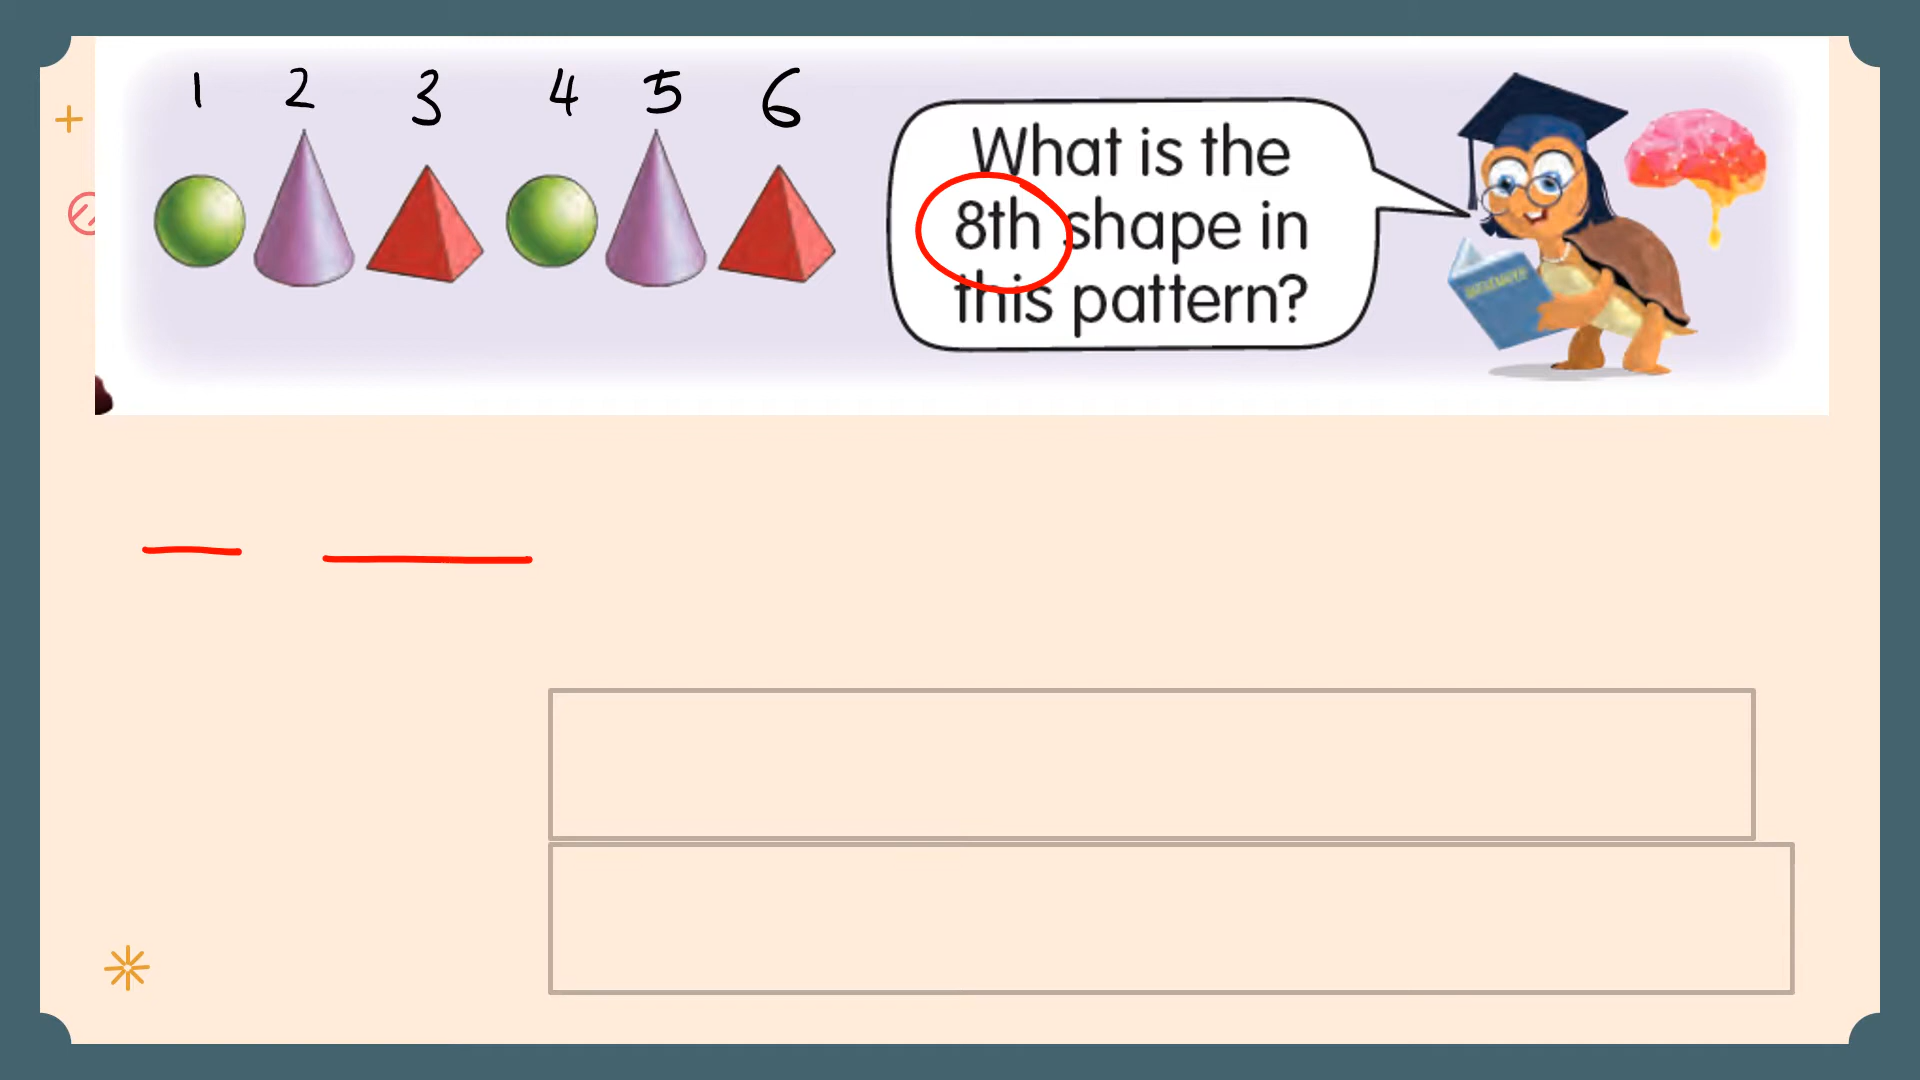 1 2 3 4 5 6
What is the
8th shape in
this pattern?